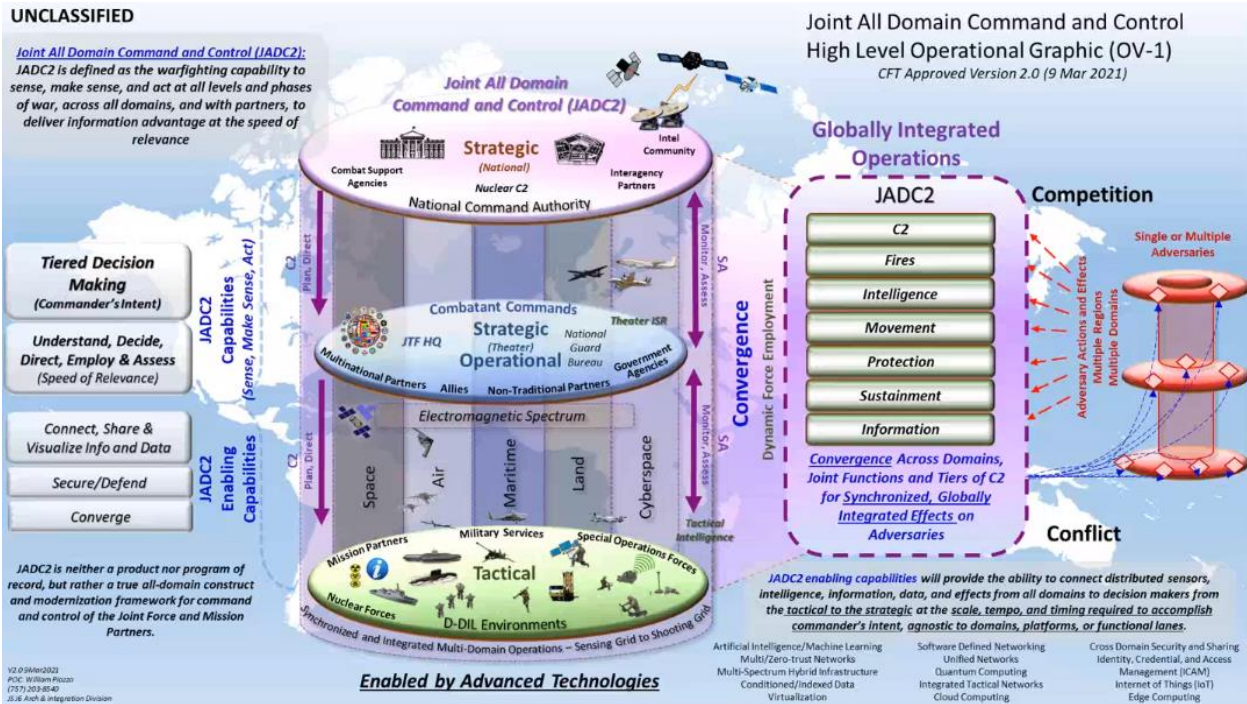 UNCLASSIFIED
Joint All Domain Command and Control (JADC2):
JADC2 is defined as the warfighting capability to
sense, make sense, and act at all levels and phases
of war, across all domains, and with partners, to
deliver information advantage at the speed of
relevance
Joint All Domain Command and Control
High Level Operational Graphic (OV-1)
CFT Approved Version 2.0 (9 Mar 2021)
Joint All Domain
Command and Control (JADC2)
Strategic
(National)
Combat Support
Agencies
Intel
Community
Interagency
Partners
Nuclear C2
National Command Authority
C2
Plan, Direct
SA
Monitor, Assess
Combatant Commands
Strategic
(Theater)
Operational
JTF HQ
National
Guard
Bureau
Theater ISR
Multinational Partners
Allies
Non-Traditional Partners
Government
Agencies
Electromagnetic Spectrum
C2
Plan, Direct
SA
Monitor, Assess
Space
Air
Maritime
Land
Cyberspace
Tactical
Intelligence
Mission Partners
Military Services
Special Operations Forces
Tactical
Nuclear Forces
D-DIL Environments
Synchronized and Integrated Multi-Domain Operations – Sensing Grid to Shooting Grid
Enabled by Advanced Technologies
Tiered Decision
Making
(Commander's Intent)
Understand, Decide,
Direct, Employ & Assess
(Speed of Relevance)
JADC2
Capabilities
(Sense, Make Sense, Act)
Connect, Share &
Visualize Info and Data
Secure/Defend
Converge
JADC2
Enabling
Capabilities
JADC2 is neither a product nor program of
record, but rather a true all-domain construct
and modernization framework for command
and control of the Joint Force and Mission
Partners.
V2.0 9Mar2021
POC: William Piozzo
(757) 203-8540
JSJ6 Arch & Integration Division
Globally Integrated
Operations
Convergence
Dynamic Force Employment
JADC2
C2
Fires
Intelligence
Movement
Protection
Sustainment
Information
Convergence Across Domains,
Joint Functions and Tiers of C2
for Synchronized, Globally
Integrated Effects on
Adversaries
Competition
Single or Multiple
Adversaries
Adversary Actions and Effects
Multiple Regions
Multiple Domains
Conflict
JADC2 enabling capabilities will provide the ability to connect distributed sensors,
intelligence, information, data, and effects from all domains to decision makers from
the tactical to the strategic at the scale, tempo, and timing required to accomplish
commander's intent, agnostic to domains, platforms, or functional lanes.
Artificial Intelligence/Machine Learning
Multi/Zero-trust Networks
Multi-Spectrum Hybrid Infrastructure
Conditioned/Indexed Data
Virtualization
Software Defined Networking
Unified Networks
Quantum Computing
Integrated Tactical Networks
Cloud Computing
Cross Domain Security and Sharing
Identity, Credential, and Access
Management (ICAM)
Internet of Things (IoT)
Edge Computing